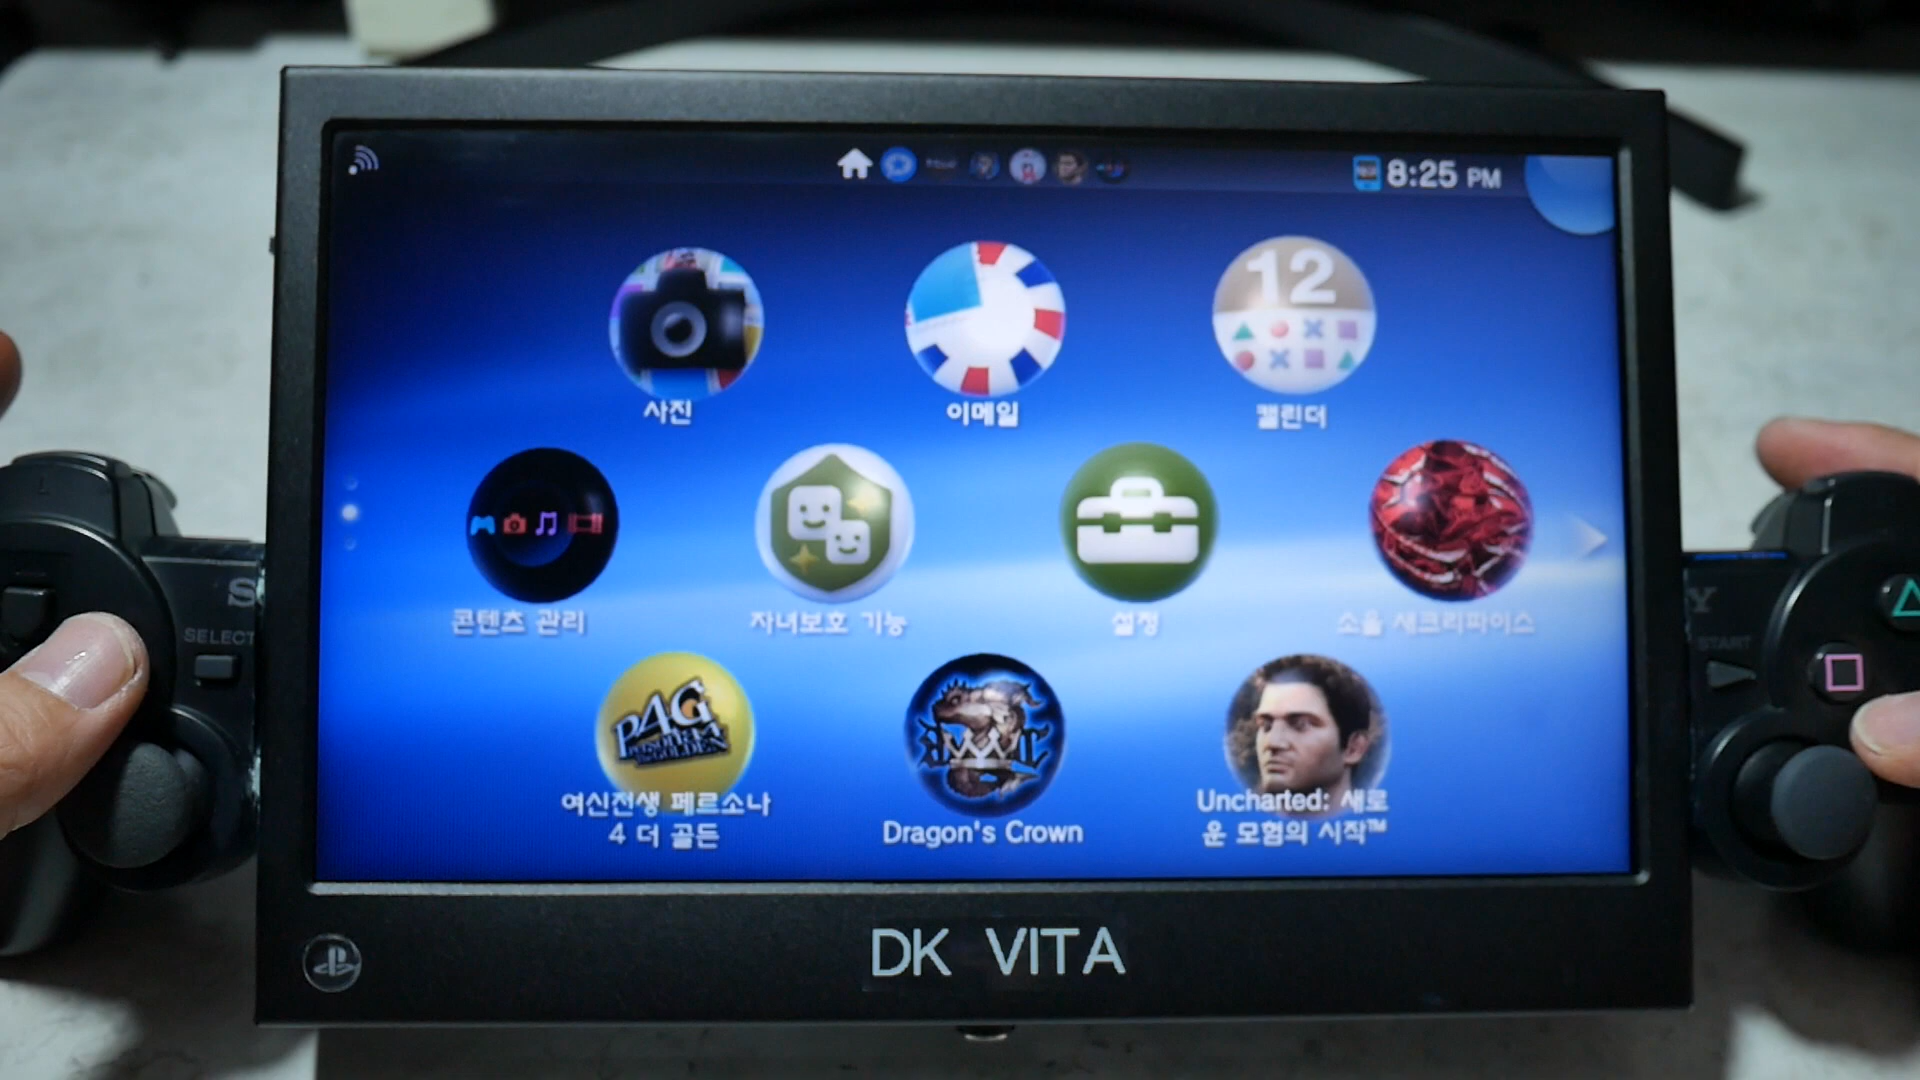 8:25 PM
12
사진
이메일
캘린더
콘텐츠 관리
자녀보호 기능
설정
소울 새크리파이스
S
SELECT
Y
START
P4G
PERSONA4
THE GOLDEN
여신전생 페르소나
4 더 골든
Dragon's Crown
Uncharted: 새로
운 모험의 시작™
DK VITA
L